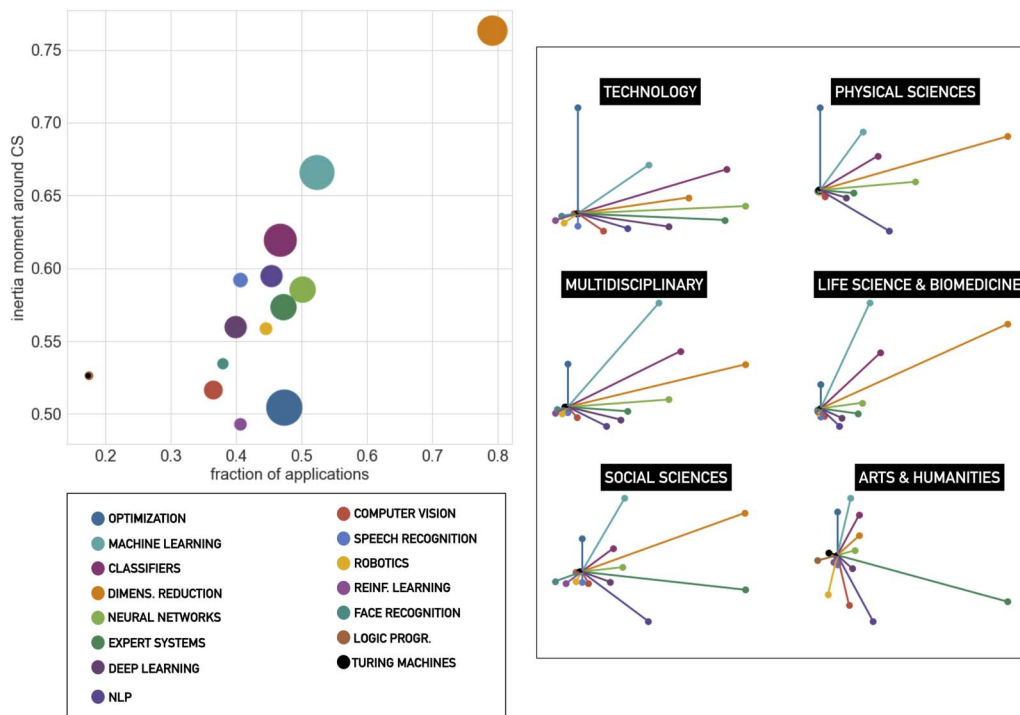 0.75
0.70
0.65
0.60
0.55
0.50
inertia moment around CS
0.2 0.3 0.4 0.5 0.6 0.7 0.8
fraction of applications
OPTIMIZATION
MACHINE LEARNING
CLASSIFIERS
DIMENS. REDUCTION
NEURAL NETWORKS
EXPERT SYSTEMS
DEEP LEARNING
NLP
COMPUTER VISION
SPEECH RECOGNITION
ROBOTICS
REINF. LEARNING
FACE RECOGNITION
LOGIC PROGR.
TURING MACHINES
TECHNOLOGY
PHYSICAL SCIENCES
MULTIDISCIPLINARY
LIFE SCIENCE & BIOMEDICINE
SOCIAL SCIENCES
ARTS & HUMANITIES